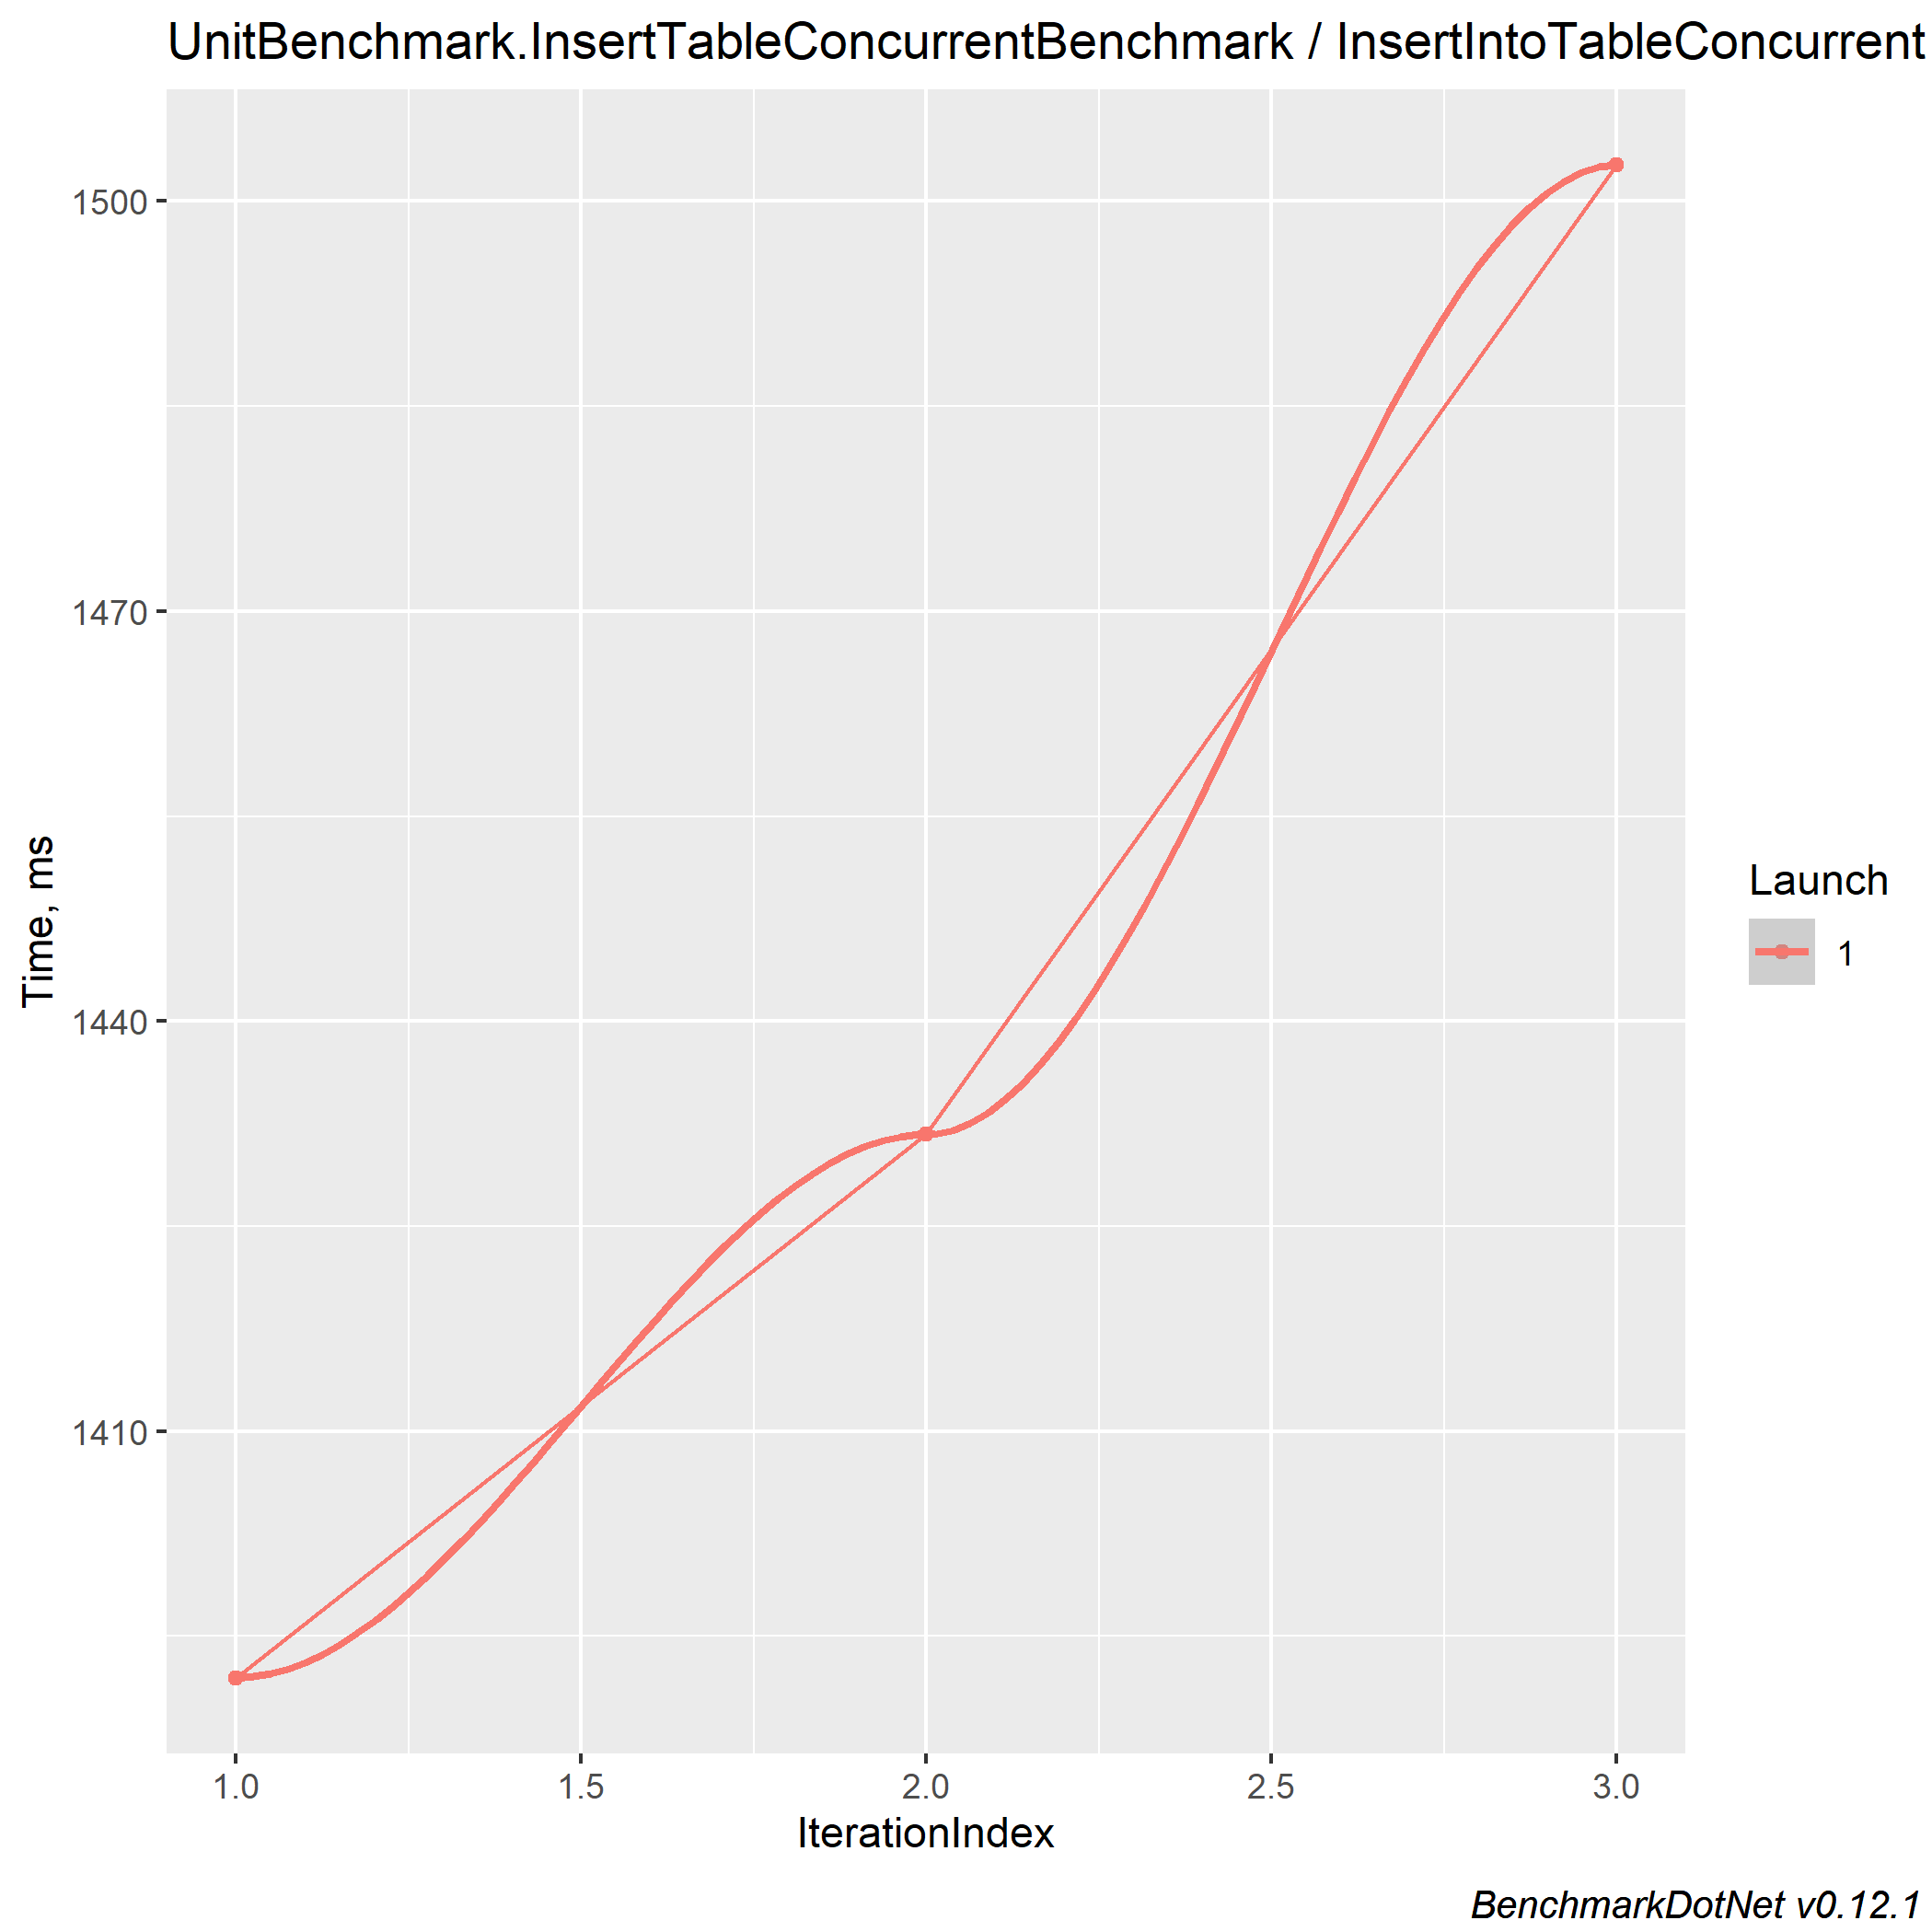 UnitBenchmark.InsertTableConcurrentBenchmark / InsertIntoTableConcurrent
1500
1470
1440
1410
Time, ms
1.0 1.5 2.0 2.5 3.0
IterationIndex
Launch
1
BenchmarkDotNet v0.12.1